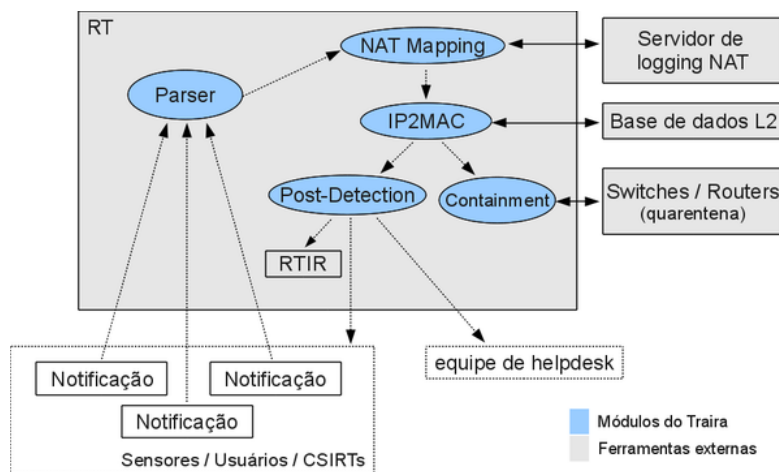 RT
NAT Mapping
Servidor de
logging NAT
Parser
IP2MAC
Base de dados L2
Post-Detection
Containment
Switches / Routers
(quarentena)
RTIR
Notificação
Notificação
Notificação
equipe de helpdesk
Sensores / Usuários / CSIRTs
Módulos do Traira
Ferramentas externas